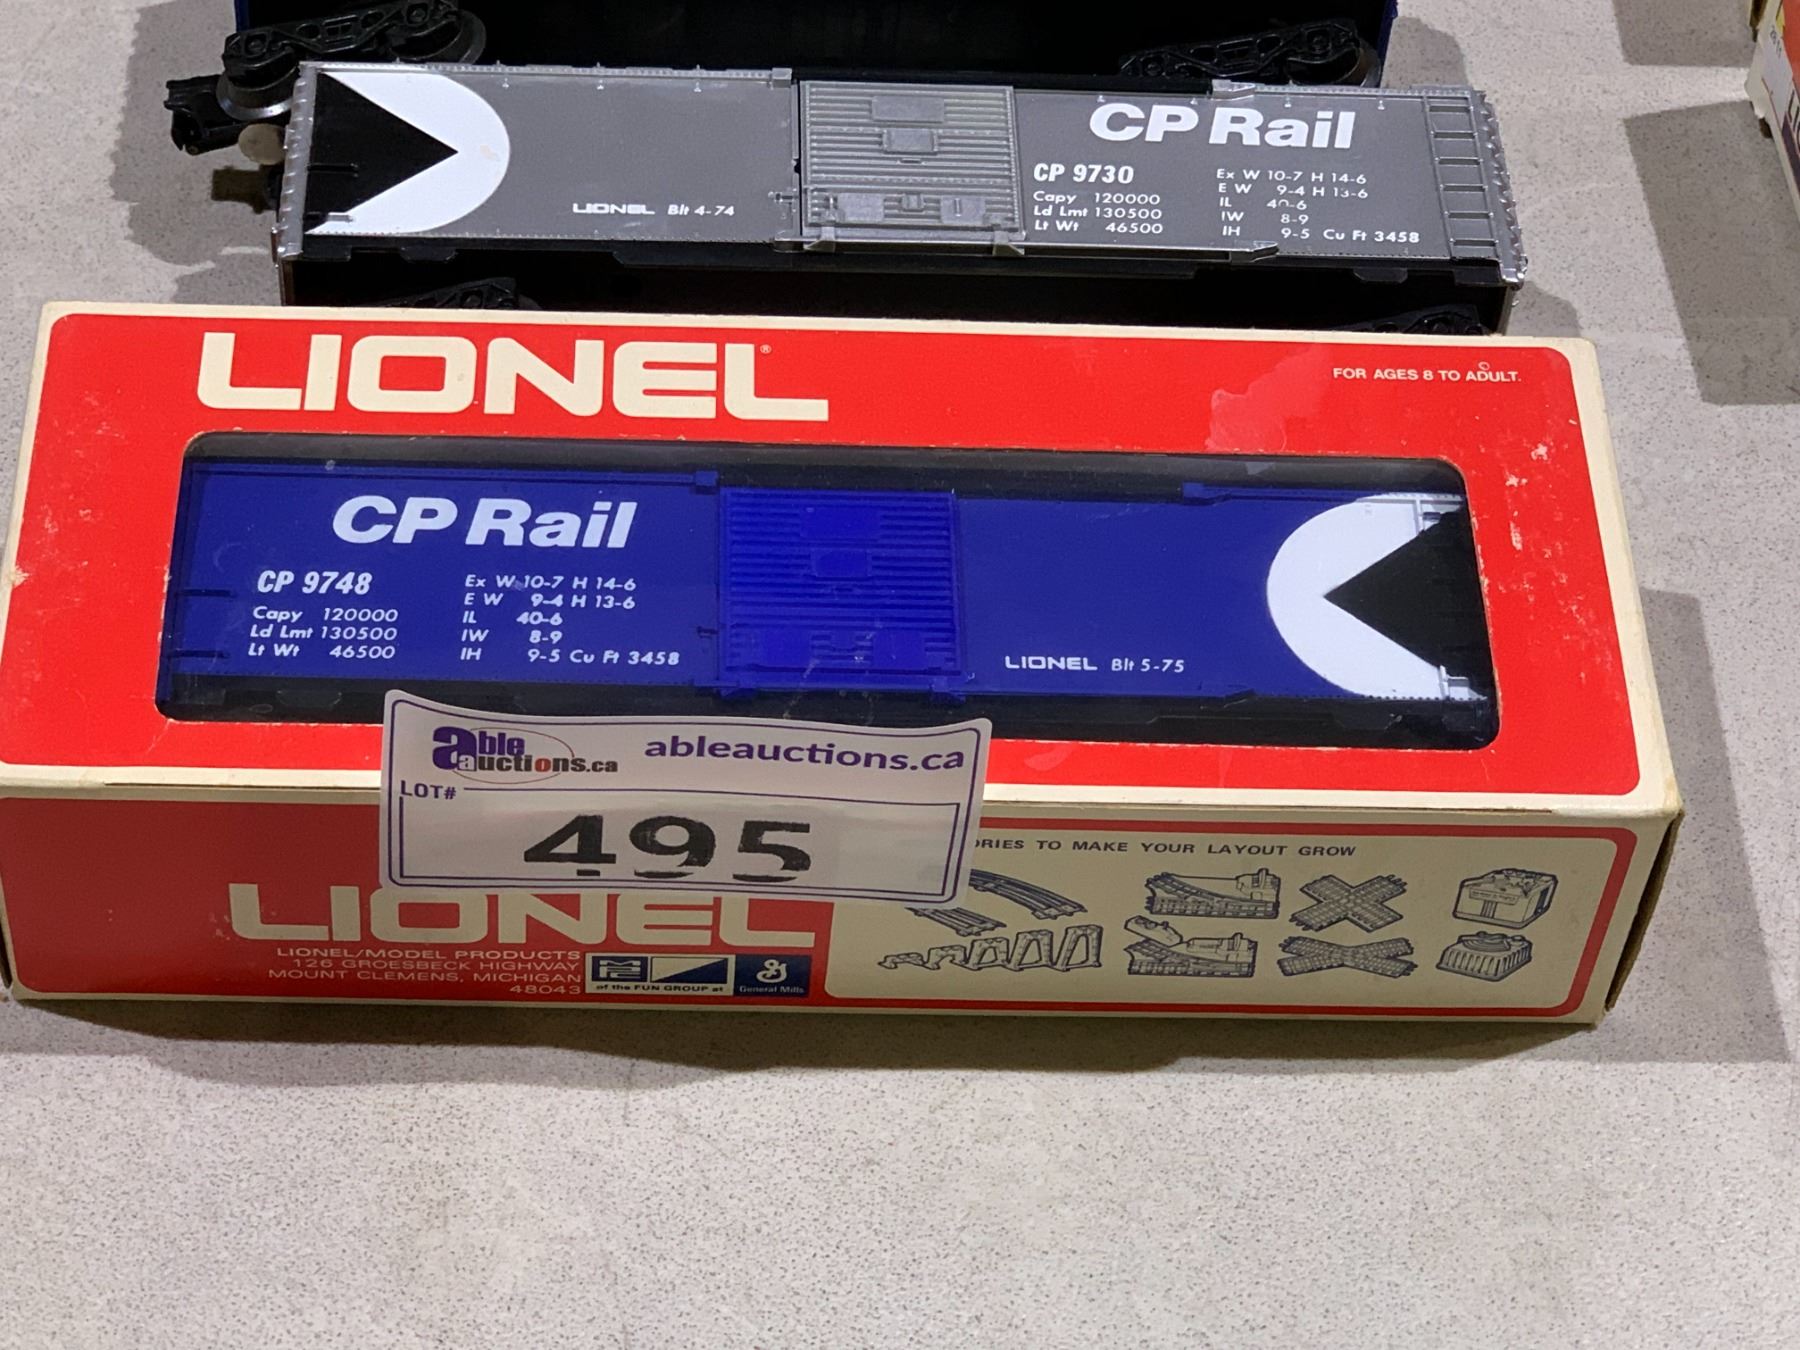 CP Rail
CP 9730
Capy 120000
Ld Lmt 130500
Lt Wt 46500
Ex W 10-7 H 14-6
E W 9-4 H 13-6
IL 40-6
IW 8-9
IH 9-5 Cu Ft 3458
LIONEL Blt 4-74
LIONEL®
FOR AGES 8 TO ADULT.
CP Rail
CP 9748
Capy 120000
Ld Lmt 130500
Lt Wt 46500
Ex W 10-7 H 14-6
E W 9-4 H 13-6
IL 40-6
IW 8-9
IH 9-5 Cu Ft 3458
LIONEL Blt 5-75
able auctions.ca
ableauctions.ca
LOT#
495
TO MAKE YOUR LAYOUT GROW
LIONEL
LIONEL/MODEL PRODUCTS
126 GROESBECK HIGHWAY
MOUNT CLEMENS, MICHIGAN
48043
MPC
of the FUN GROUP at
General Mills